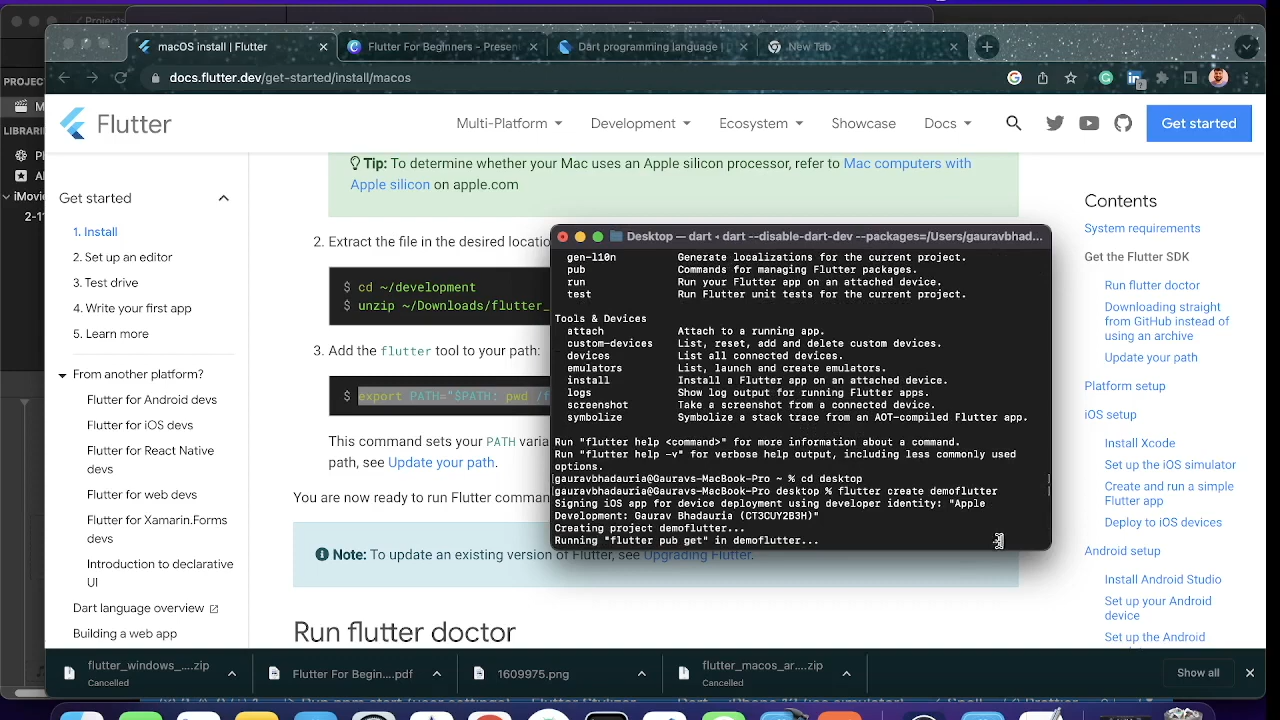 Projects
macOS install | Flutter
Flutter For Beginners - Present
Dart programming language |
New Tab
docs.flutter.dev/get-started/install/macos
7
PROJEC
M
LIBRARI
Pl
Al
iMovie
2-11
Flutter
Multi-Platform
Development
Ecosystem
Showcase
Docs
Get started
Get started
1. Install
2. Set up an editor
3. Test drive
4. Write your first app
5. Learn more
From another platform?
Flutter for Android devs
Flutter for iOS devs
Flutter for React Native
devs
Flutter for web devs
Flutter for Xamarin.Forms
devs
Introduction to declarative
UI
Dart language overview
Building a web app
Tip: To determine whether your Mac uses an Apple silicon processor, refer to Mac computers with
Apple silicon on apple.com
2. Extract the file in the desired locatio
$ cd ~/development
$ unzip ~/Downloads/flutter_
3. Add the flutter tool to your path:
$ export PATH="$PATH:`pwd`/f
This command sets your PATH varia
path, see Update your path.
You are now ready to run Flutter comman
Note: To update an existing version of Flutter, see Upgrading Flutter.
Run flutter doctor
Desktop — dart ◂ dart --disable-dart-dev --packages=/Users/gauravbhad...
gen-l10n Generate localizations for the current project.
pub Commands for managing Flutter packages.
run Run your Flutter app on an attached device.
test Run Flutter unit tests for the current project.
Tools & Devices
attach Attach to a running app.
custom-devices List, reset, add and delete custom devices.
devices List all connected devices.
emulators List, launch and create emulators.
install Install a Flutter app on an attached device.
logs Show log output for running Flutter apps.
screenshot Take a screenshot from a connected device.
symbolize Symbolize a stack trace from an AOT-compiled Flutter app.
Run "flutter help <command>" for more information about a command.
Run "flutter help -v" for verbose help output, including less commonly used
options.
[gauravbhadauria@Gauravs-MacBook-Pro ~ % cd desktop ]
[gauravbhadauria@Gauravs-MacBook-Pro desktop % flutter create demoflutter ]
Signing iOS app for device deployment using developer identity: "Apple
Development: Gaurav Bhadauria (CT3CUY2B3H)"
Creating project demoflutter...
Running "flutter pub get" in demoflutter...
Contents
System requirements
Get the Flutter SDK
Run flutter doctor
Downloading straight
from GitHub instead of
using an archive
Update your path
Platform setup
iOS setup
Install Xcode
Set up the iOS simulator
Create and run a simple
Flutter app
Deploy to iOS devices
Android setup
Install Android Studio
Set up your Android
device
Set up the Android
flutter_windows_....zip
Cancelled
Flutter For Begin....pdf
1609975.png
flutter_macos_ar....zip
Cancelled
Show all